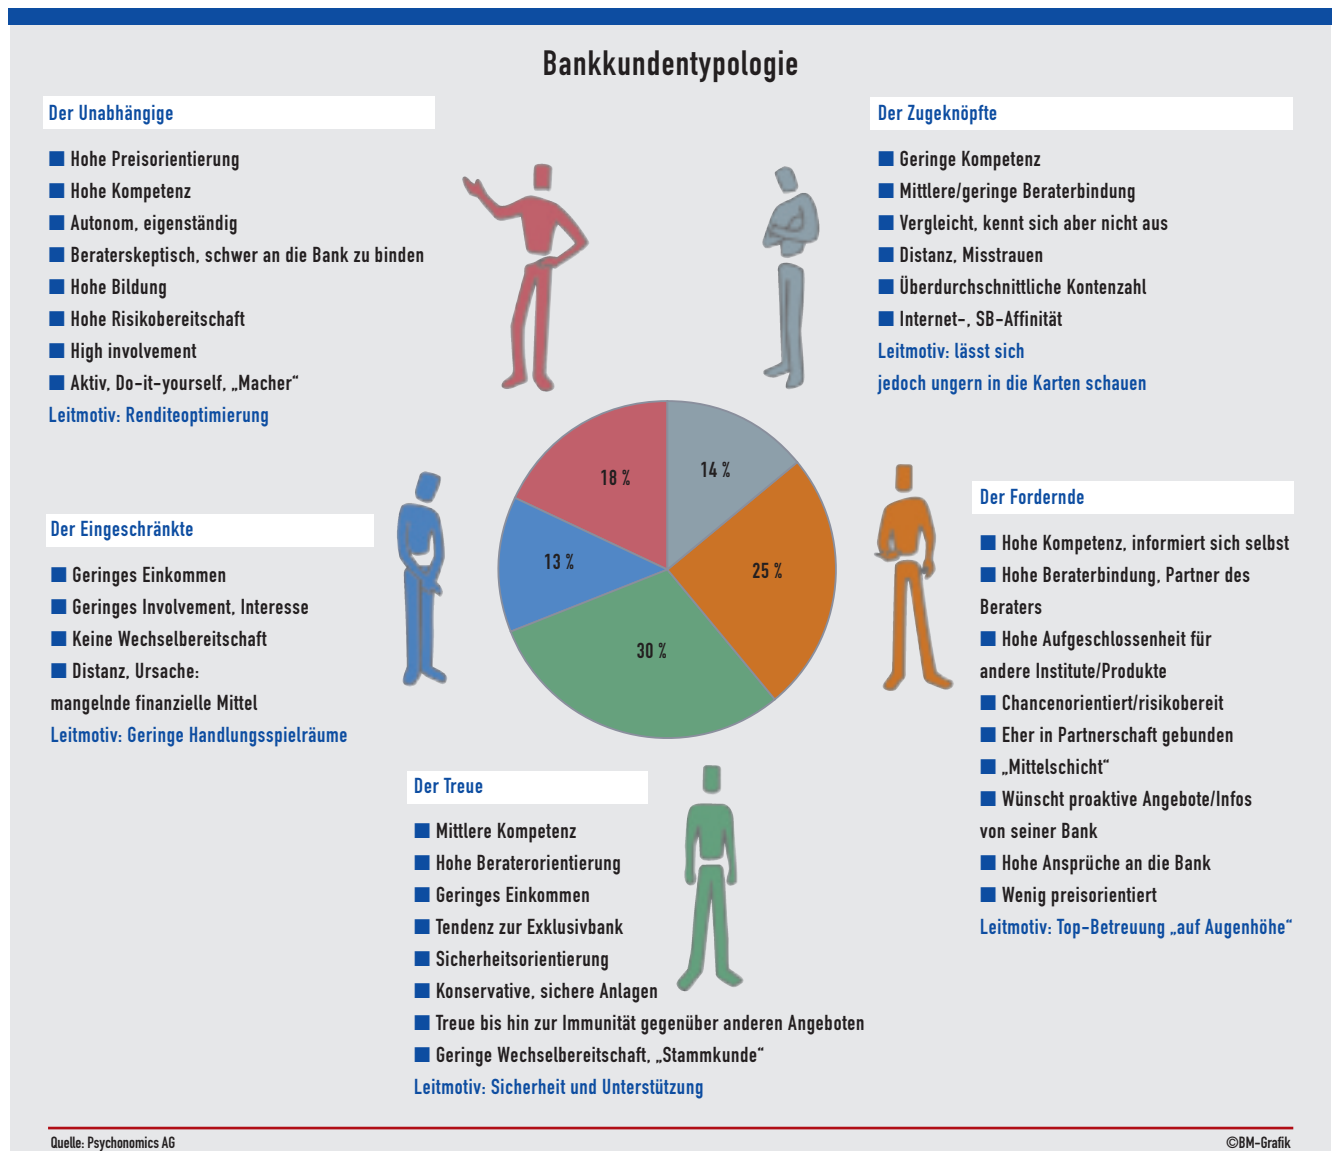 Bankkundentypologie
Der Unabhängige
Hohe Preisorientierung
Hohe Kompetenz
Autonom, eigenständig
Beraterskeptisch, schwer an die Bank zu binden
Hohe Bildung
Hohe Risikobereitschaft
High involvement
Aktiv, Do-it-yourself, „Macher“
Leitmotiv: Renditeoptimierung
Der Zugeknöpfte
Geringe Kompetenz
Mittlere/geringe Beraterbindung
Vergleicht, kennt sich aber nicht aus
Distanz, Misstrauen
Überdurchschnittliche Kontenzahl
Internet-, SB-Affinität
Leitmotiv: lässt sich
jedoch ungern in die Karten schauen
18 %
14 %
13 %
25 %
30 %
Der Eingeschränkte
Geringes Einkommen
Geringes Involvement, Interesse
Keine Wechselbereitschaft
Distanz, Ursache:
mangelnde finanzielle Mittel
Leitmotiv: Geringe Handlungsspielräume
Der Fordernde
Hohe Kompetenz, informiert sich selbst
Hohe Beraterbindung, Partner des
Beraters
Hohe Aufgeschlossenheit für
andere Institute/Produkte
Chancenorientiert/risikobereit
Eher in Partnerschaft gebunden
„Mittelschicht“
Wünscht proaktive Angebote/Infos
von seiner Bank
Hohe Ansprüche an die Bank
Wenig preisorientiert
Leitmotiv: Top-Betreuung „auf Augenhöhe“
Der Treue
Mittlere Kompetenz
Hohe Beraterorientierung
Geringes Einkommen
Tendenz zur Exklusivbank
Sicherheitsorientierung
Konservative, sichere Anlagen
Treue bis hin zur Immunität gegenüber anderen Angeboten
Geringe Wechselbereitschaft, „Stammkunde“
Leitmotiv: Sicherheit und Unterstützung
Quelle: Psychonomics AG
©BM-Grafik